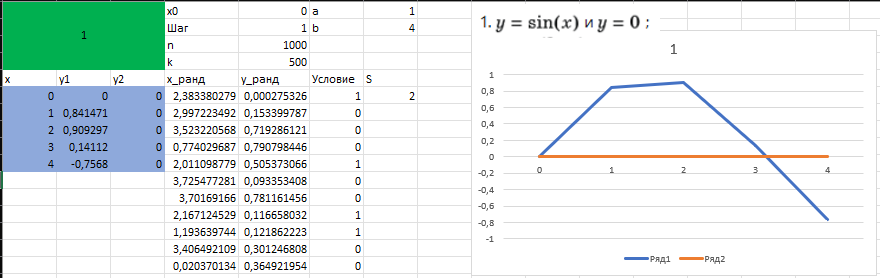 1
x0 0 a 1
Шаг 1 b 4
n 1000
k 500
x y1 y2 x_ранд y_ранд Условие S
0 0 0 2,383380279 0,000275326 1 2
1 0,841471 0 2,997223492 0,153399787 0
2 0,909297 0 3,523220568 0,719286121 0
3 0,14112 0 0,774029687 0,790798446 0
4 -0,7568 0 2,011098779 0,505373066 1
3,725477281 0,093353408 0
3,70169166 0,781161456 0
2,167124529 0,116658032 1
1,193639744 0,121862223 1
3,406492109 0,301246808 0
0,020370134 0,364921954 0
1. y = sin(x) и y = 0 ;
1
1
0,8
0,6
0,4
0,2
0
-0,2
-0,4
-0,6
-0,8
-1
0 1 2 3 4
Ряд1 Ряд2